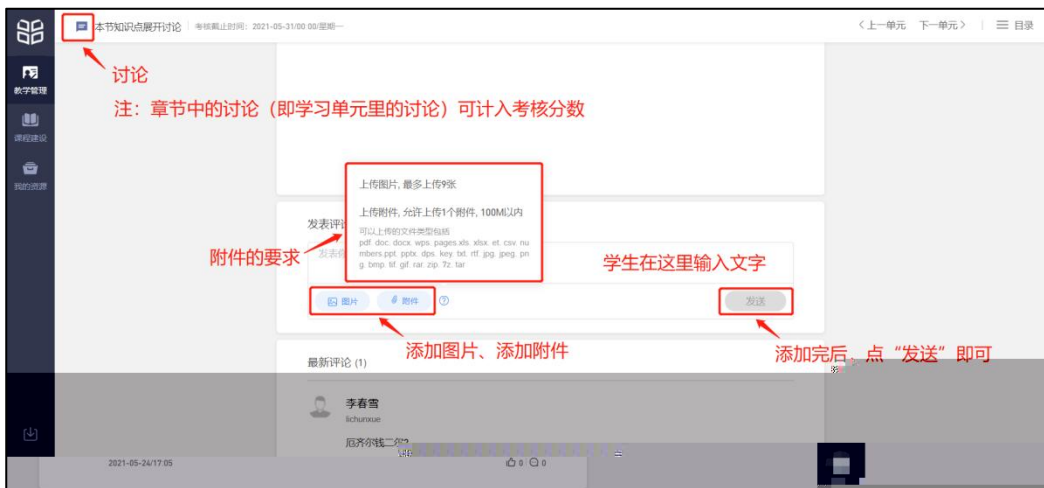 本节知识点展开讨论 考核截止时间：2021-05-31/00:00/星期一
〈上一单元 下一单元〉 目录
教学管理
课程建设
我的资源
讨论
注：章节中的讨论（即学习单元里的讨论）可计入考核分数
上传图片, 最多上传9张
上传附件, 允许上传1个附件, 100M以内
可以上传的文件类型包括
pdf. doc. docx. wps. pages.xls. xlsx. et. csv. nu
mbers.ppt. pptx. dps. key. txt. rtf. jpg. jpeg. pn
g. bmp. tif. gif. rar. zip. 7z. tar
发表评
附件的要求
学生在这里输入文字
图片 附件
发送
添加图片、添加附件
添加完后、点“发送”即可
最新评论 (1)
李春雪
lichunxue
2021-05-24/17:05
0 0